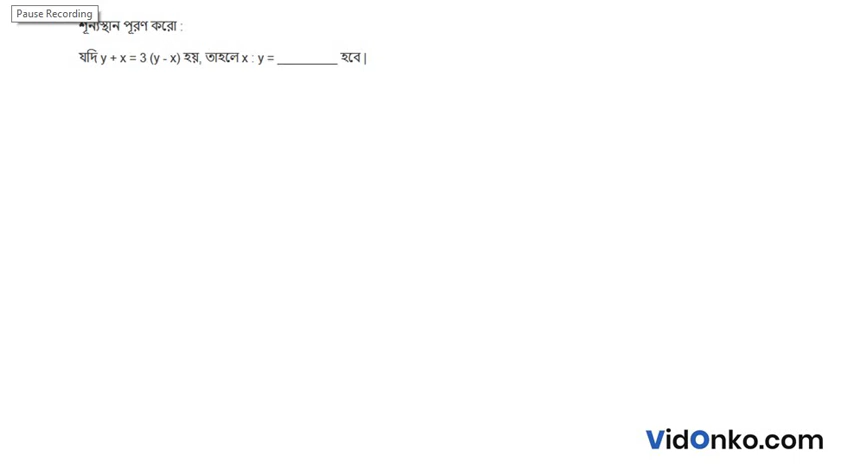 Pause Recording
শূন্যস্থান পূরণ করো :
যদি y + x = 3 (y - x) হয়, তাহলে x : y = _________ হবে |
VidOnko.com